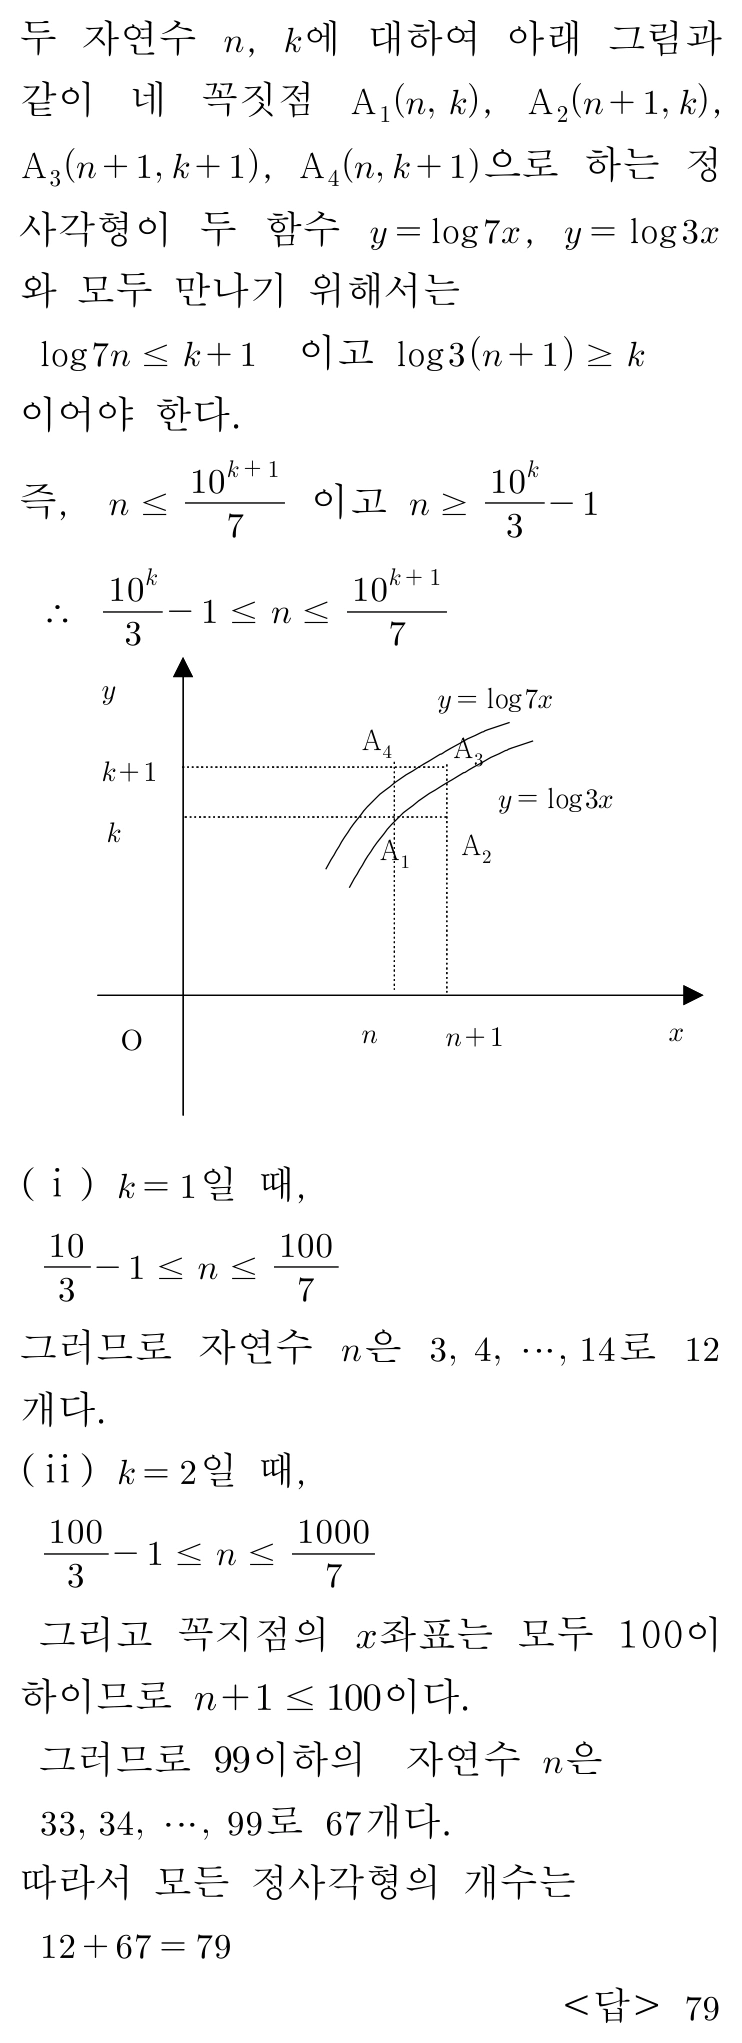 두 자연수 n, k에 대하여 아래 그림과
같이 네 꼭짓점 A₁(n, k), A₂(n+1, k),
A₃(n+1, k+1), A₄(n, k+1)으로 하는 정
사각형이 두 함수 y=log7x, y=log3x
와 모두 만나기 위해서는
log7n ≤ k+1 이고 log3(n+1) ≥ k
이어야 한다.
즉, n ≤ \frac{10^{k+1}}{7} 이고 n ≥ \frac{10^k}{3}-1
∴ \frac{10^k}{3}-1 ≤ n ≤ \frac{10^{k+1}}{7}
y
y=log7x
A₄
A₃
k+1
y=log3x
k
A₁
A₂
O
n
n+1
x
(i) k=1일 때,
\frac{10}{3}-1 ≤ n ≤ \frac{100}{7}
그러므로 자연수 n은 3, 4, ⋯, 14로 12
개다.
(ii) k=2일 때,
\frac{100}{3}-1 ≤ n ≤ \frac{1000}{7}
그리고 꼭지점의 x좌표는 모두 100이
하이므로 n+1 ≤ 100이다.
그러므로 99이하의 자연수 n은
33, 34, ⋯, 99로 67개다.
따라서 모든 정사각형의 개수는
12+67=79
<답> 79